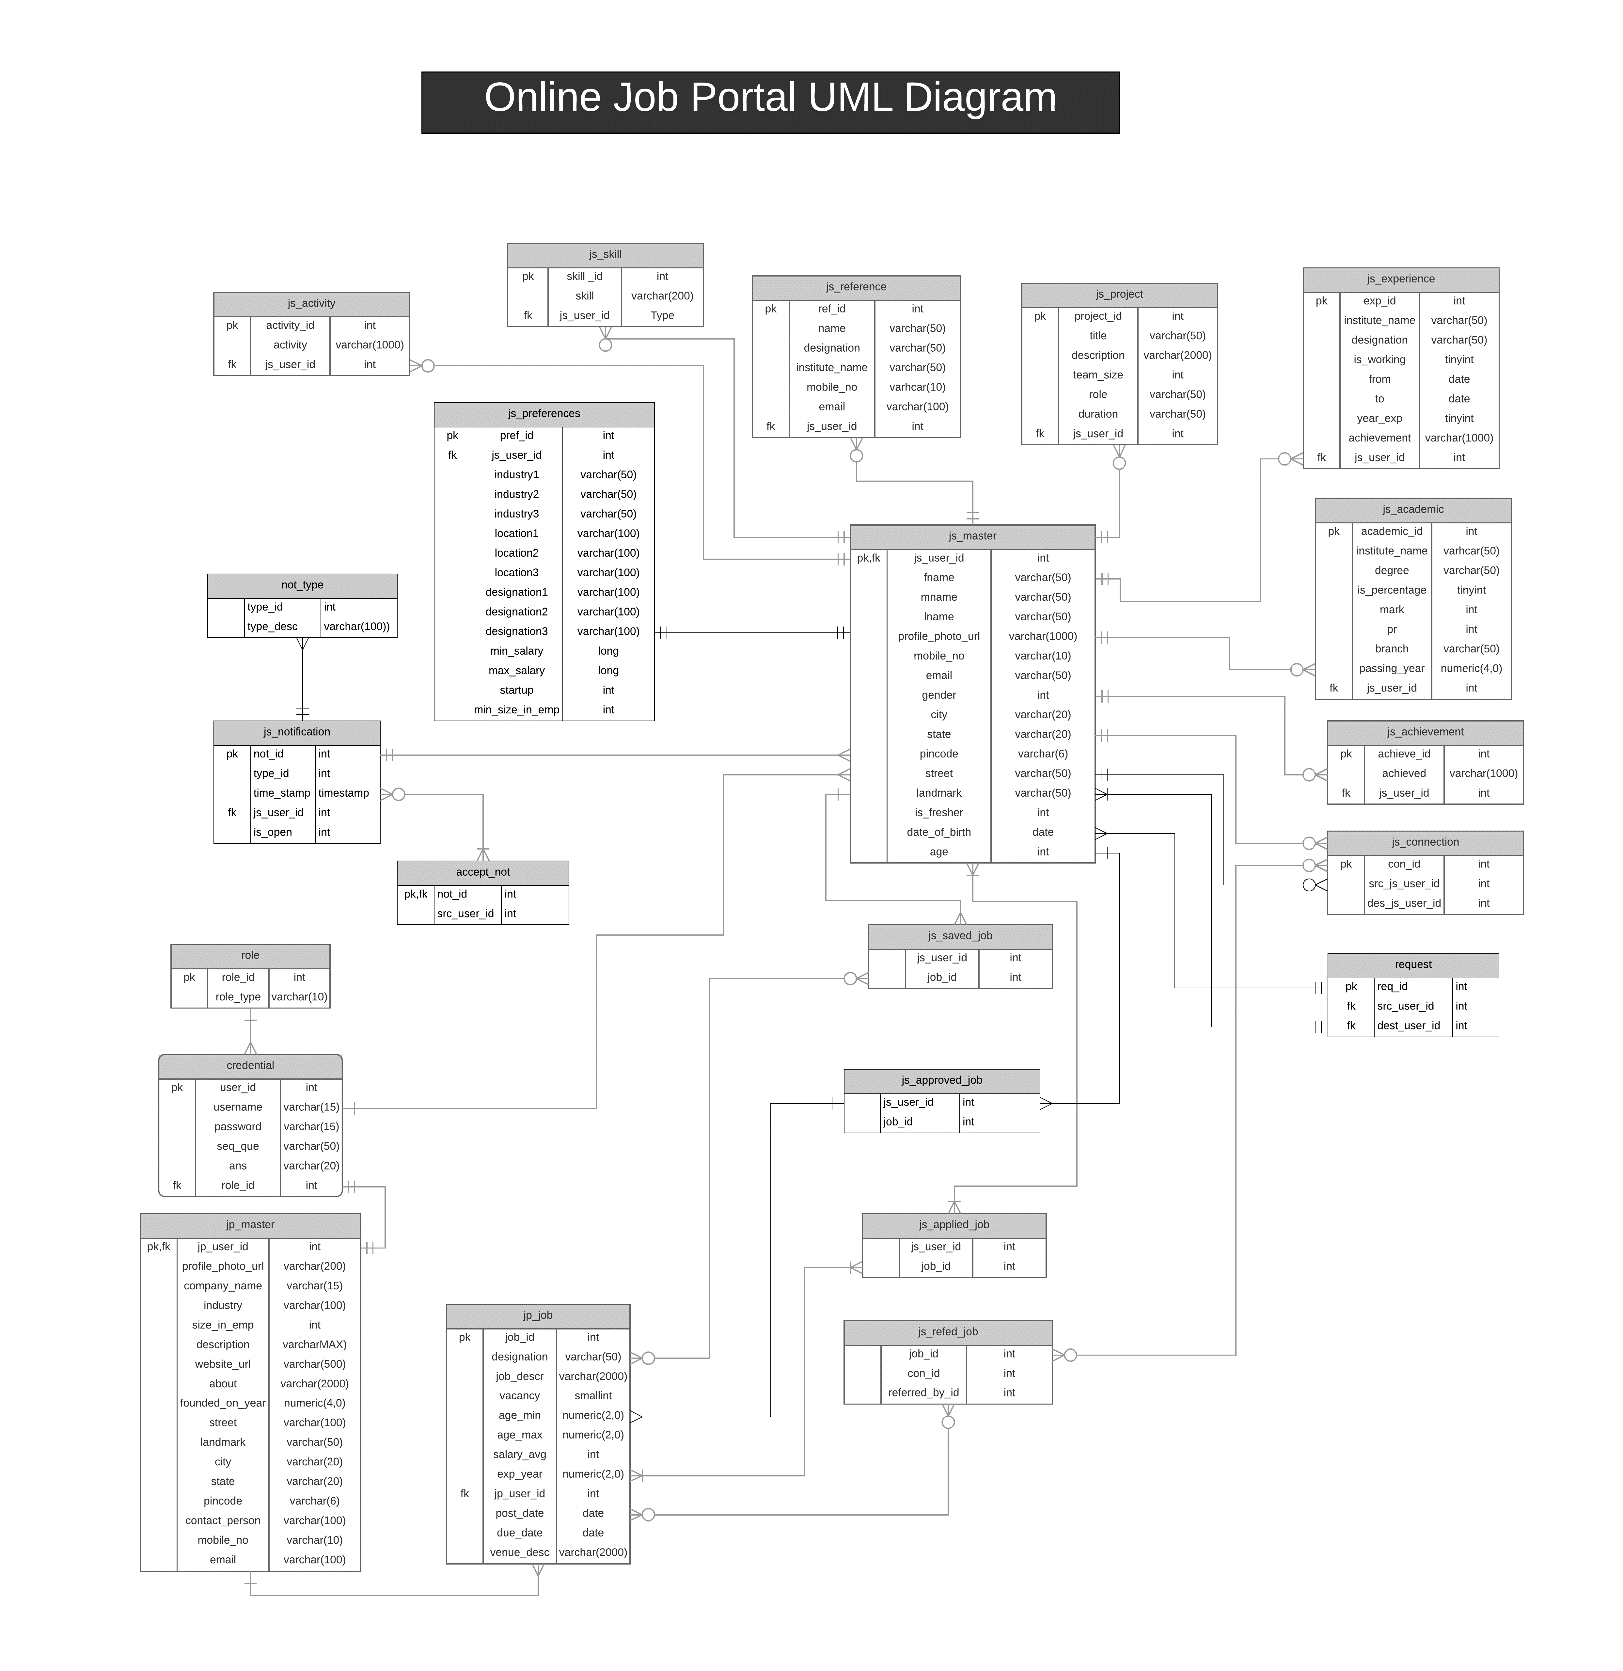 Online Job Portal UML Diagram
js_skill
pk skill _id int
skill varchar(200)
fk js_user_id Type
js_activity
pk activity_id int
activity varchar(1000)
fk js_user_id int
js_reference
pk ref_id int
name varchar(50)
designation varchar(50)
institute_name varchar(50)
mobile_no varhcar(10)
email varchar(100)
fk js_user_id int
js_project
pk project_id int
title varchar(50)
description varchar(2000)
team_size int
role varchar(50)
duration varchar(50)
fk js_user_id int
js_experience
pk exp_id int
institute_name varchar(50)
designation varchar(50)
is_working tinyint
from date
to date
year_exp tinyint
achievement varchar(1000)
fk js_user_id int
js_preferences
pk pref_id int
fk js_user_id int
industry1 varchar(50)
industry2 varchar(50)
industry3 varchar(50)
location1 varchar(100)
location2 varchar(100)
location3 varchar(100)
designation1 varchar(100)
designation2 varchar(100)
designation3 varchar(100)
min_salary long
max_salary long
startup int
min_size_in_emp int
js_master
pk,fk js_user_id int
fname varchar(50)
mname varchar(50)
lname varchar(50)
profile_photo_url varchar(1000)
mobile_no varchar(10)
email varchar(50)
gender int
city varchar(20)
state varchar(20)
pincode varchar(6)
street varchar(50)
landmark varchar(50)
is_fresher int
date_of_birth date
age int
js_academic
pk academic_id int
institute_name varhcar(50)
degree varchar(50)
is_percentage tinyint
mark int
pr int
branch varchar(50)
passing_year numeric(4,0)
fk js_user_id int
not_type
type_id int
type_desc varchar(100))
js_notification
pk not_id int
type_id int
time_stamp timestamp
fk js_user_id int
is_open int
js_achievement
pk achieve_id int
achieved varchar(1000)
fk js_user_id int
js_connection
pk con_id int
src_js_user_id int
des_js_user_id int
accept_not
pk,fk not_id int
src_user_id int
js_saved_job
js_user_id int
job_id int
request
pk req_id int
fk src_user_id int
fk dest_user_id int
role
pk role_id int
role_type varchar(10)
credential
pk user_id int
username varchar(15)
password varchar(15)
seq_que varchar(50)
ans varchar(20)
fk role_id int
js_approved_job
js_user_id int
job_id int
jp_master
pk,fk jp_user_id int
profile_photo_url varchar(200)
company_name varchar(15)
industry varchar(100)
size_in_emp int
description varcharMAX)
website_url varchar(500)
about varchar(2000)
founded_on_year numeric(4,0)
street varchar(100)
landmark varchar(50)
city varchar(20)
state varchar(20)
pincode varchar(6)
contact_person varchar(100)
mobile_no varchar(10)
email varchar(100)
js_applied_job
js_user_id int
job_id int
jp_job
pk job_id int
designation varchar(50)
job_descr varchar(2000)
vacancy smallint
age_min numeric(2,0)
age_max numeric(2,0)
salary_avg int
exp_year numeric(2,0)
fk jp_user_id int
post_date date
due_date date
venue_desc varchar(2000)
js_refed_job
job_id int
con_id int
referred_by_id int